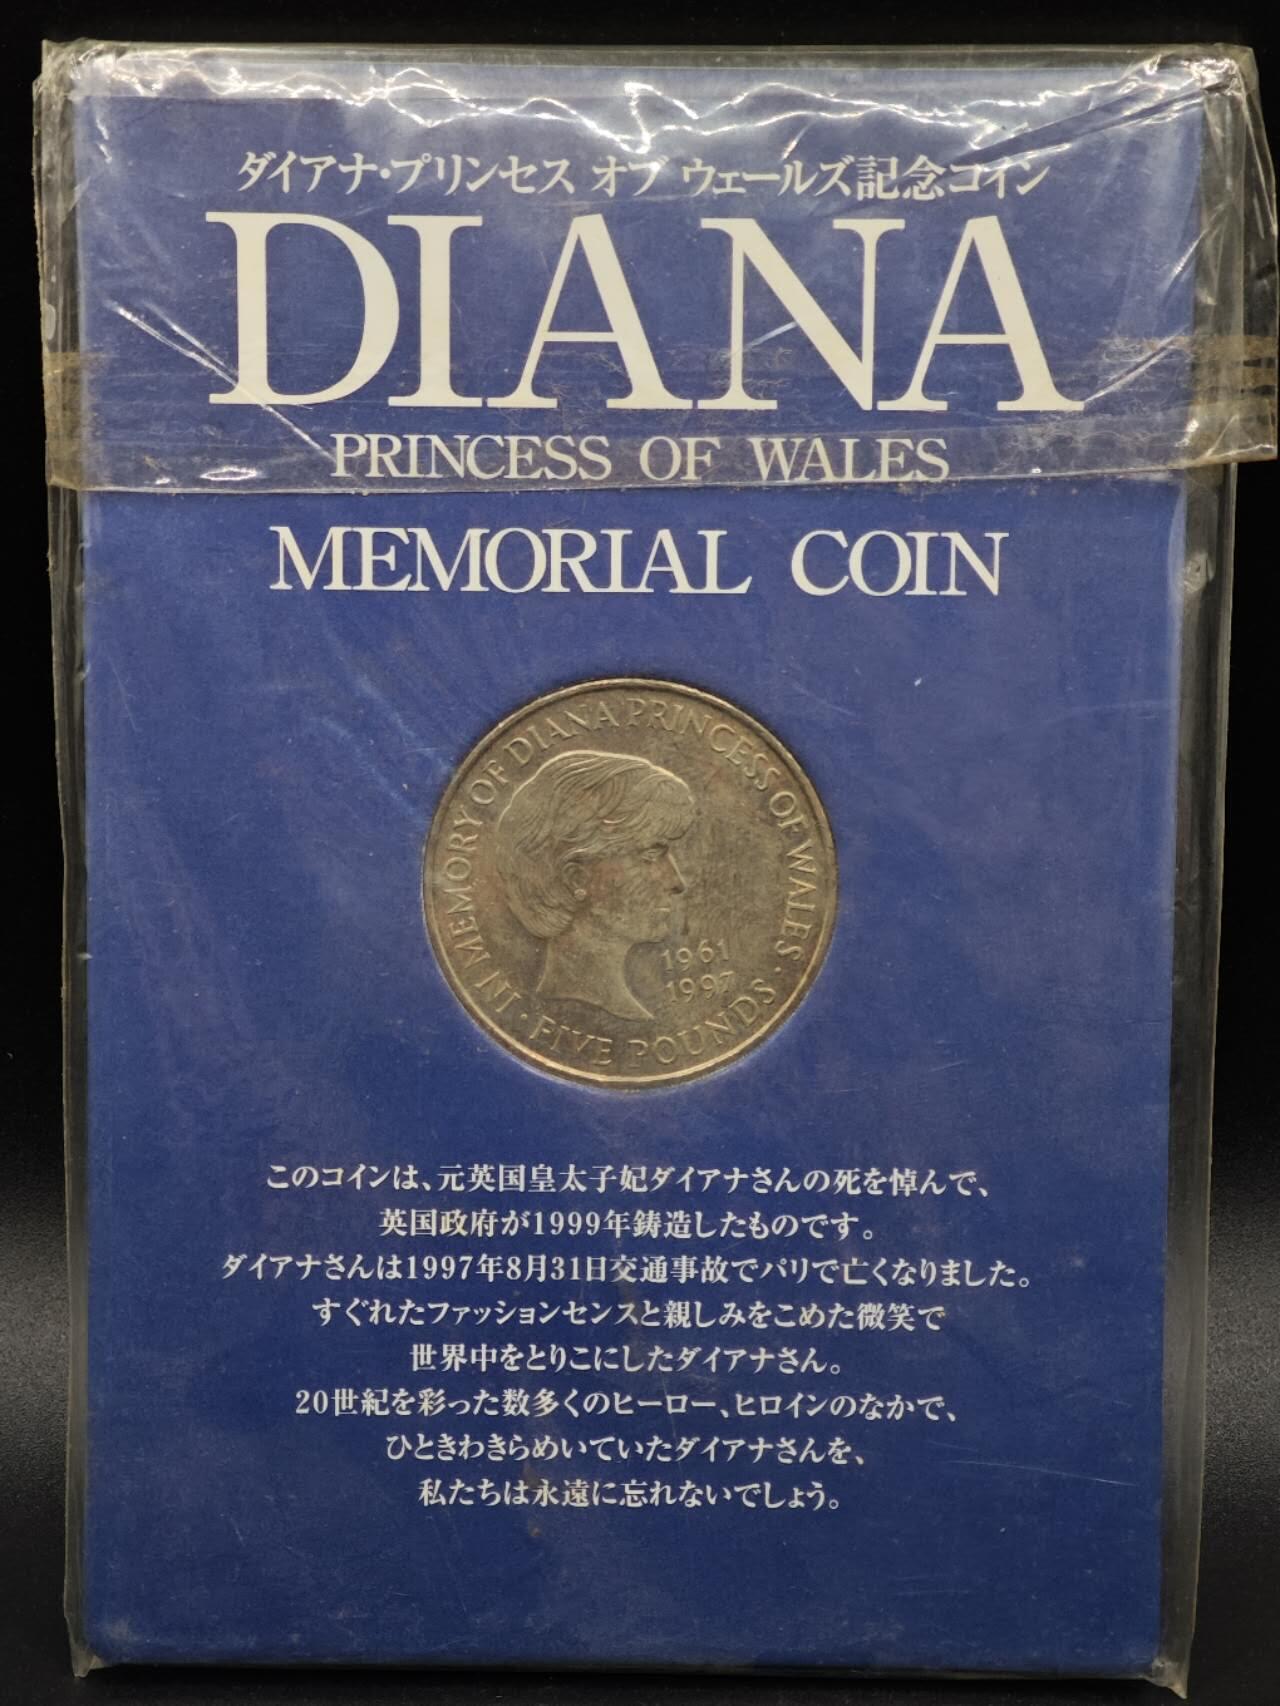 ダイアナ・プリンセス オブ ウェールズ記念コイン
DIANA
PRINCESS OF WALES
MEMORIAL COIN
IN MEMORY OF DIANA PRINCESS OF WALES
1961
1997
FIVE POUNDS
このコインは、元英国皇太子妃ダイアナさんの死を悼んで、
英国政府が1999年鋳造したものです。
ダイアナさんは1997年8月31日交通事故でパリで亡くなりました。
すぐれたファッションセンスと親しみをこめた微笑で
世界中をとりこにしたダイアナさん。
20世紀を彩った数多くのヒーロー、ヒロインのなかで、
ひときわきらめいていたダイアナさんを、
私たちは永遠に忘れないでしょう。